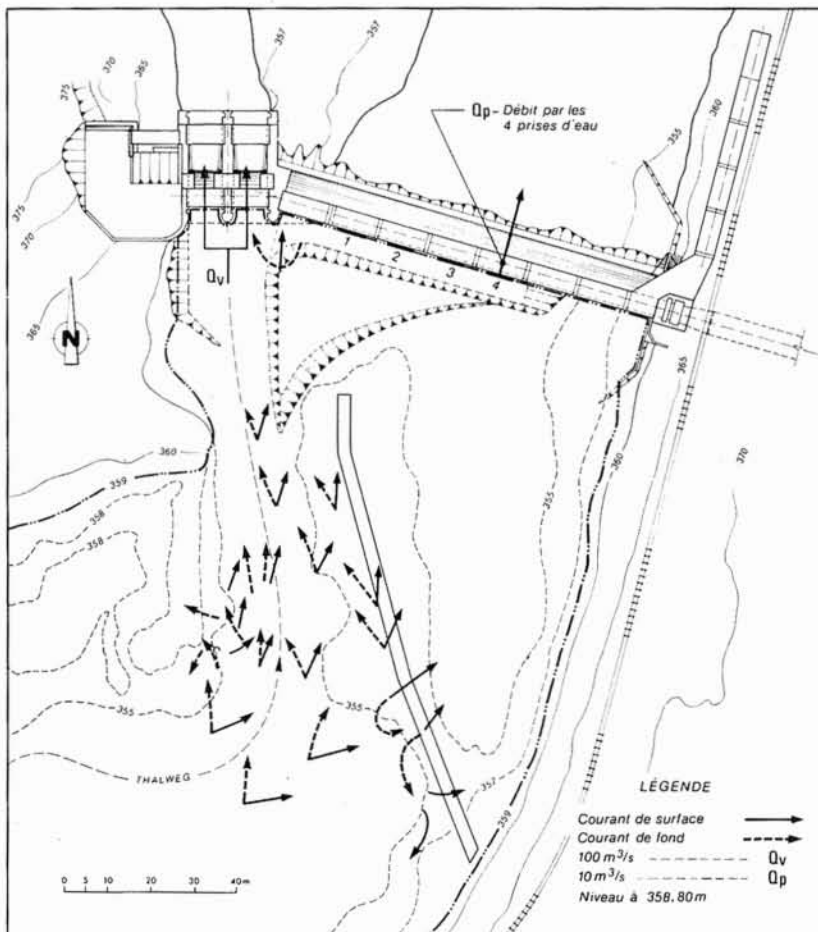 357
357
370
365
375
360
355
Qp - Débit par les
4 prises d'eau
375
370
1
2
3
4
Qv
365
N
365
360
370
359
360
358
355
358
355
THALWEG
357
359
0 5 10 20 40 m
LÉGENDE
Courant de surface
Courant de fond
100 m³/s Qv
10 m³/s Qp
Niveau à 358.80 m